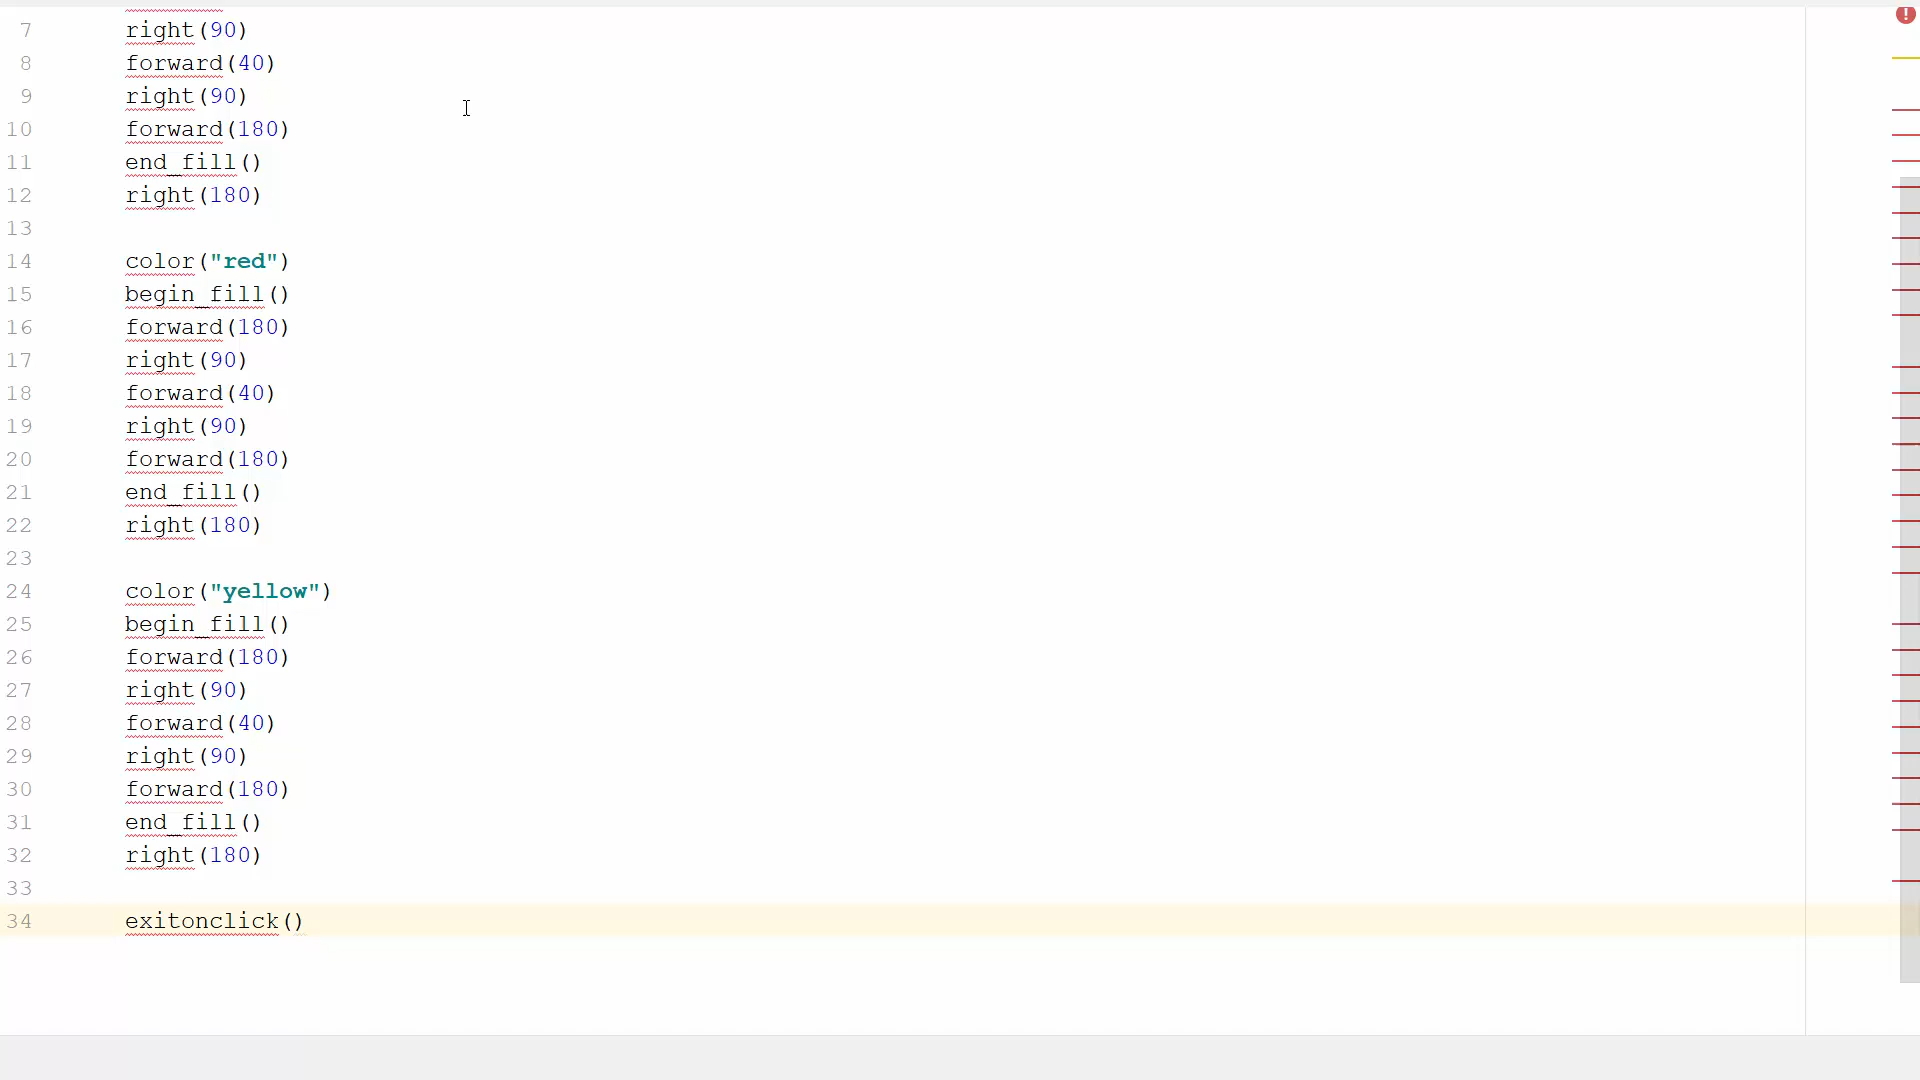 7 right(90)
8 forward(40)
9 right(90)
10 forward(180)
11 end_fill()
12 right(180)
13
14 color("red")
15 begin_fill()
16 forward(180)
17 right(90)
18 forward(40)
19 right(90)
20 forward(180)
21 end_fill()
22 right(180)
23
24 color("yellow")
25 begin_fill()
26 forward(180)
27 right(90)
28 forward(40)
29 right(90)
30 forward(180)
31 end_fill()
32 right(180)
33
34 exitonclick()